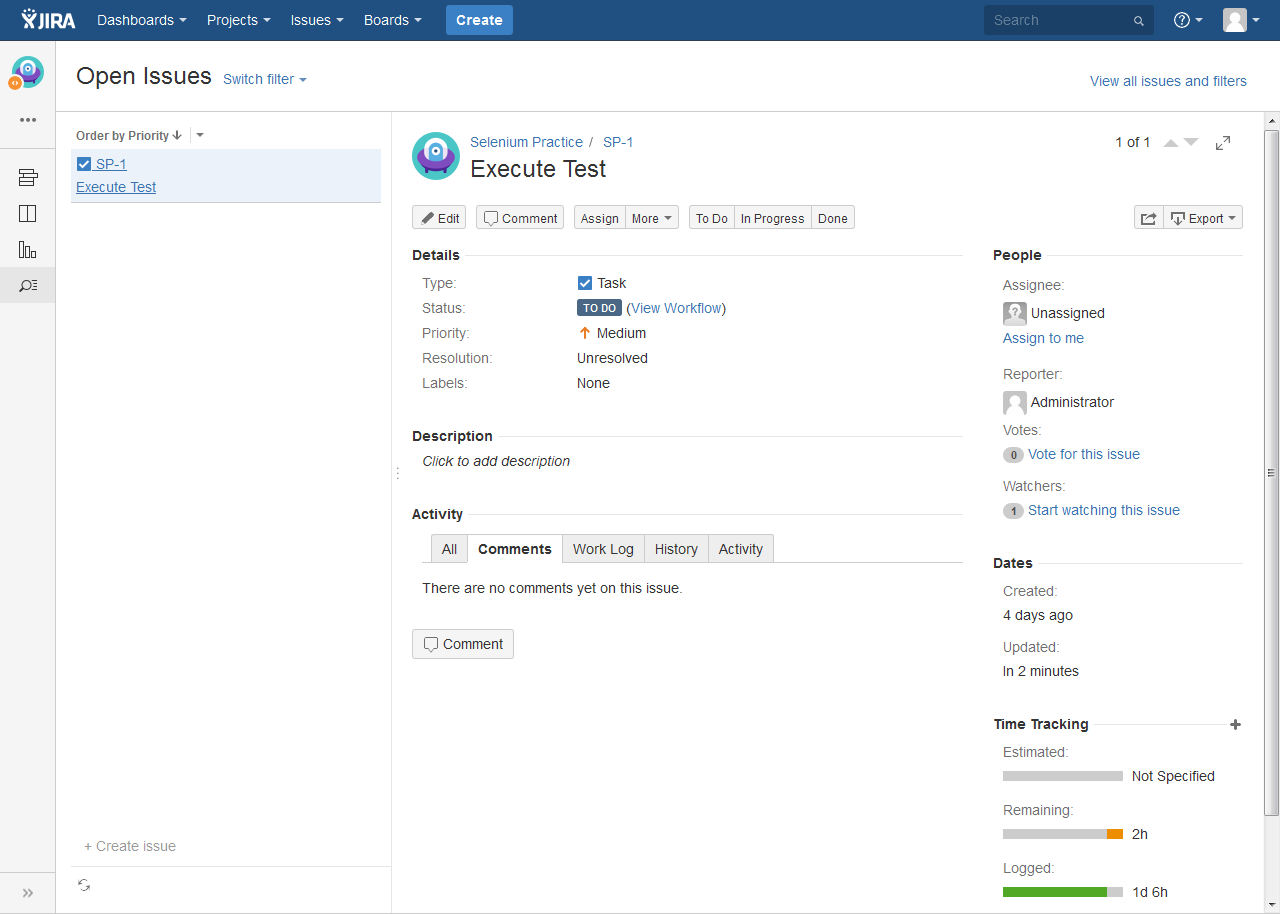 JIRA Dashboards Projects Issues Boards Create Search
Open Issues Switch filter
View all issues and filters
Order by Priority
SP-1
Execute Test
+ Create issue
Selenium Practice / SP-1
1 of 1
Execute Test
Edit Comment Assign More To Do In Progress Done Export
Details
Type: Task
Status: TO DO (View Workflow)
Priority: Medium
Resolution: Unresolved
Labels: None
Description
Click to add description
Activity
All Comments Work Log History Activity
There are no comments yet on this issue.
Comment
People
Assignee:
? Unassigned
Assign to me
Reporter:
Administrator
Votes:
0 Vote for this issue
Watchers:
1 Start watching this issue
Dates
Created:
4 days ago
Updated:
In 2 minutes
Time Tracking
Estimated:
Not Specified
Remaining:
2h
Logged:
1d 6h